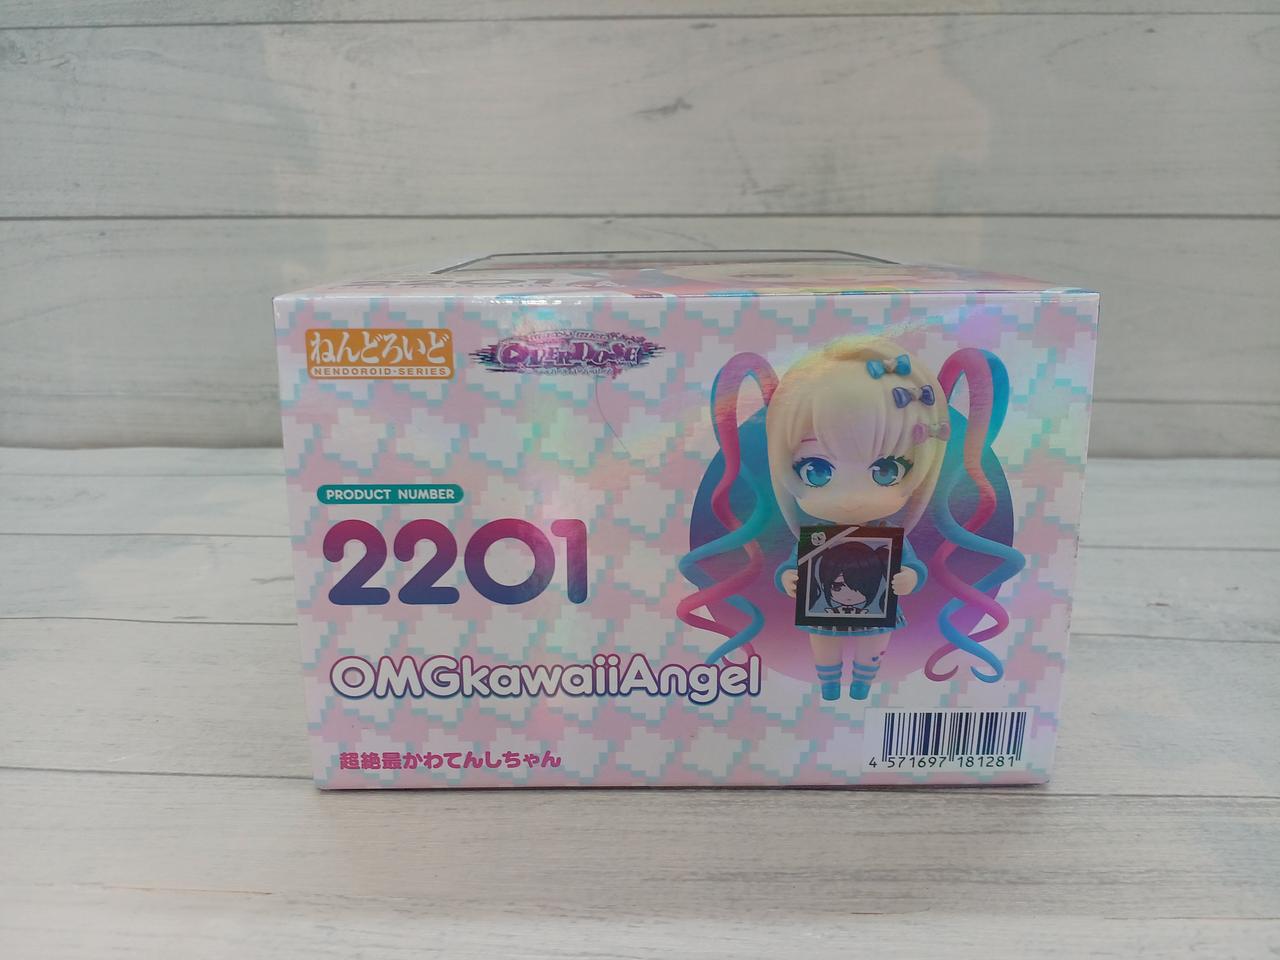 ねんどろいど
NENDOROID-SERIES
OVERDOSE
PRODUCT NUMBER
2201
OMGkawaiiAngel
超絶最かわてんしちゃん
4 571697 181281